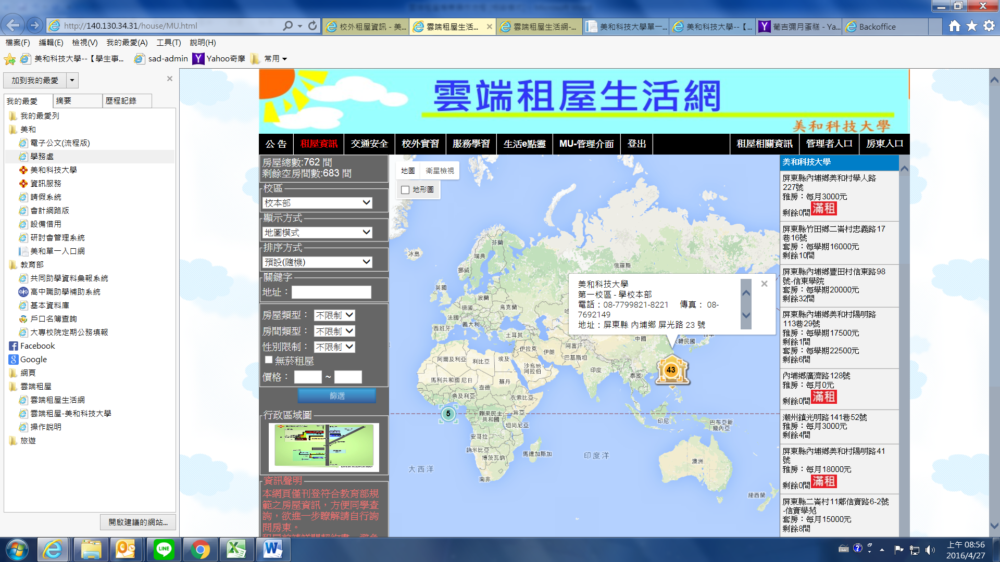 http://140.130.34.31/house/MU.html
校外租屋資訊 - 美...
雲端租屋生活...
雲端租屋生活網-...
美和科技大學單一...
美和科技大學--【...
葡吉彌月蛋糕 - Ya...
Backoffice
檔案(F) 編輯(E) 檢視(V) 我的最愛(A) 工具(T) 說明(H)
美和科技大學--【學生事... sad-admin Yahoo奇摩 常用
加到我的最愛
我的最愛 摘要 歷程記錄
我的最愛列
美和
電子公文(流程版)
學務處
美和科技大學
資訊服務
請假系統
會計網路版
設備借用
研討會管理系統
美和單一入口網
教育部
共同助學資料彙報系統
高中職助學補助系統
基本資料庫
戶口名簿查詢
大專校院定期公務填報
Facebook
Google
網頁
雲端租屋
雲端租屋生活網
雲端租屋-美和科技大學
操作說明
旅遊
開啟建議的網站...
雲端租屋生活網
美和科技大學
公 告 租屋資訊 交通安全 校外實習 服務學習 生活e點靈 MU-管理介面 登出 租屋相關資訊 管理者入口 房東入口
房屋總數:762 間
剩餘空房間數:683 間
校區
校本部
顯示方式
地圖模式
排序方式
預設(隨機)
關鍵字
地址：
房屋類型： 不限制
房間類型： 不限制
性別限制： 不限制
無菸租屋
價格： ~
篩選
行政區域圖
資訊聲明
本網頁僅刊登符合教育部規
範之房屋資訊，方便同學查
詢，欲進一步瞭解請自行詢
問房東。
地圖 衛星檢視
地形圖
冰島
芬蘭
瑞典
挪威
俄羅斯
英國
波蘭
德國
烏克蘭
法國
義大利
西班牙
土耳其
伊拉克
伊朗
阿富汗
巴基斯坦
中國
韓民國
日本
阿爾及利亞
利比亞
埃及
沙烏地
阿拉伯
印度
泰國
馬利共和國
尼日
查德
蘇丹
奈及利亞
衣索比亞
剛果民主
共和國
肯亞
坦尚尼亞
印尼
巴布亞新
幾內亞
安哥拉
納米比亞
博茨瓦納
馬達加斯加
南非
大西洋
印度洋
澳洲
紐西蘭
43
5
美和科技大學
第一校區 - 學校本部
電話：08-7799821-8221 傳真： 08-
7692149
地址：屏東縣 內埔鄉 屏光路 23 號
美和科技大學
屏東縣內埔鄉美和村學人路
227號
雅房：每月3000元
剩餘0間 滿租
屏東縣竹田鄉二崙村忠義路17
巷16號
套房：每學期16000元
剩餘10間
屏東縣內埔鄉豐田村信東路98
號-信東學院
套房：每學期20000元
剩餘32間
屏東縣內埔鄉美和村陽明路
113巷29號
雅房：每學期17500元
剩餘1間
套房：每學期22500元
剩餘6間
內埔鄉廣濟路128號
雅房：每月0元
剩餘0間 滿租
潮州鎮光明路141巷52號
雅房：每月3000元
剩餘4間
屏東縣內埔鄉美和村陽明路41
號
雅房：每月18000元
剩餘0間 滿租
屏東縣二崙村11鄰信實路6-2號
-信實學苑
套房：每月15000元
剩餘8間
上午 08:56
2016/4/27